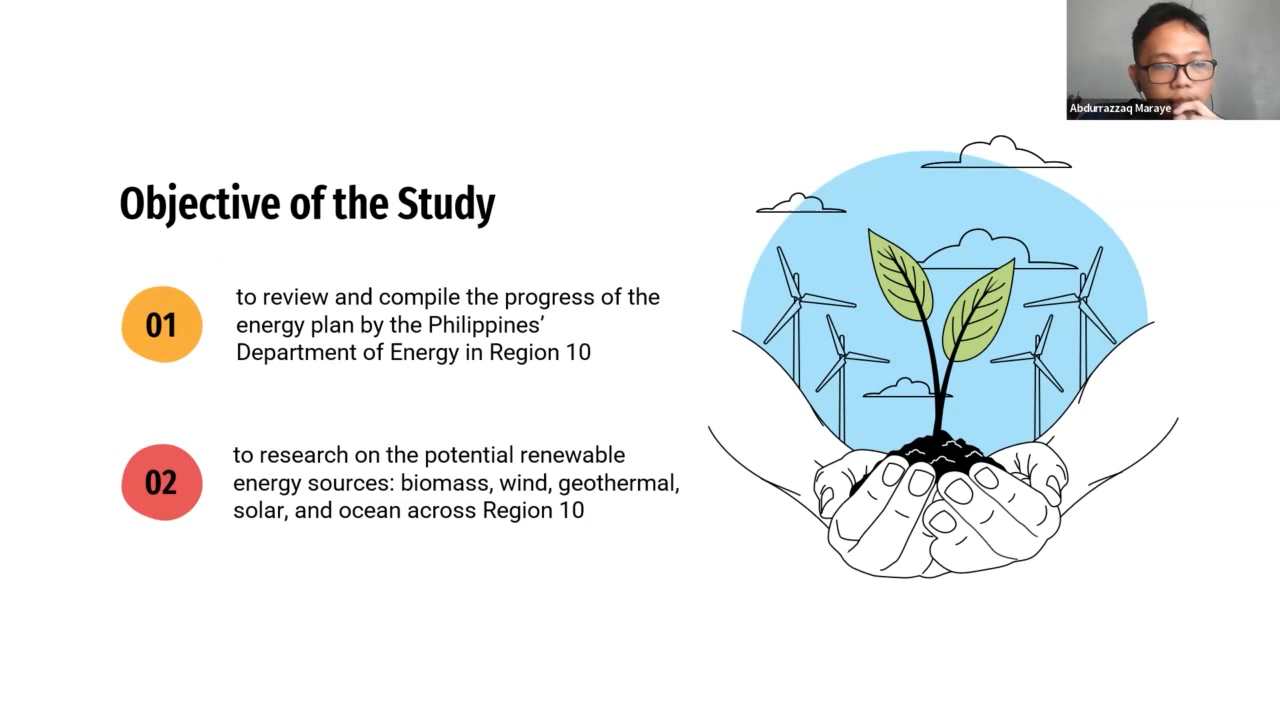 Abdurrazzaq Maraye
Objective of the Study
01
to review and compile the progress of the
energy plan by the Philippines’
Department of Energy in Region 10
02
to research on the potential renewable
energy sources: biomass, wind, geothermal,
solar, and ocean across Region 10